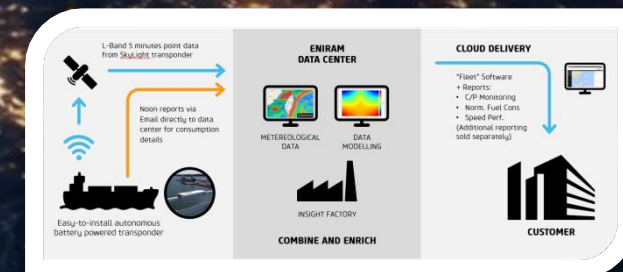 L-Band 5 minutes point data
from SkyLight transponder
Noon reports via
Email directly to data
center for consumption
details
Easy-to-install autonomous
battery powered transponder
ENIRAM
DATA CENTER
METEREOLOGICAL
DATA
DATA
MODELLING
INSIGHT FACTORY
COMBINE AND ENRICH
CLOUD DELIVERY
"Fleet" Software
+ Reports:
• C/P Monitoring
• Norm. Fuel Cons
• Speed Perf.
(Additional reporting
sold separately)
CUSTOMER